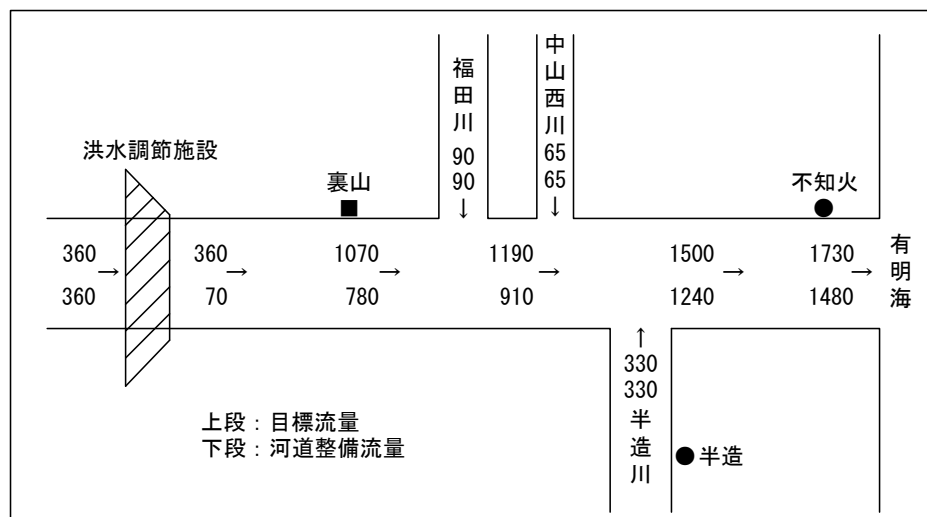 福田川
90
90
↓
中山西川
65
65
↓
洪水調節施設
裏山
■
不知火
●
360 → 360 → 1070 → 1190 → 1500 → 1730 →
360 70 780 910 1240 1480
有明海
↑
330
330
半造川
●半造
上段：目標流量
下段：河道整備流量